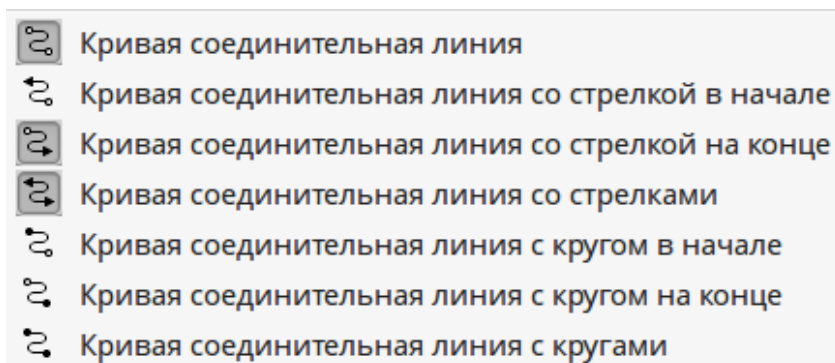 Кривая соединительная линия
Кривая соединительная линия со стрелкой в начале
Кривая соединительная линия со стрелкой на конце
Кривая соединительная линия со стрелками
Кривая соединительная линия с кругом в начале
Кривая соединительная линия с кругом на конце
Кривая соединительная линия с кругами